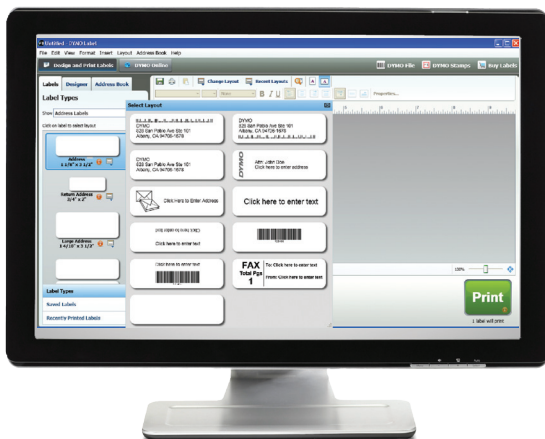 Untitled - DYMO Label
File Edit View Format Insert Layout Address Book Help
Design and Print Labels DYMO Online DYMO File DYMO Stamps Buy Labels
Labels Designer Address Book
Change Layout Recent Layouts
B I U Properties...
Label Types
Show Address Labels
Click on label to select layout
Address
1 1/8" x 3 1/2"
Return Address
3/4" x 2"
Large Address
1 4/10" x 3 1/2"
Label Types
Saved Labels
Recently Printed Labels
Select Layout
DYMO
828 San Pablo Ave Ste 101
Albany, CA 94706-1678
DYMO
828 San Pablo Ave Ste 101
Albany, CA 94706-1678
DYMO
828 San Pablo Ave Ste 101
Albany, CA 94706-1678
DYMO
Attn: John Doe
Click here to enter address
Click Here to Enter Address
Click here to enter text
Click here to enter text
Click here to enter text
Click here to enter text
FAX
Total Pgs
1
To: Click here to enter text
From: Click here to enter text
100%
Print
1 label will print